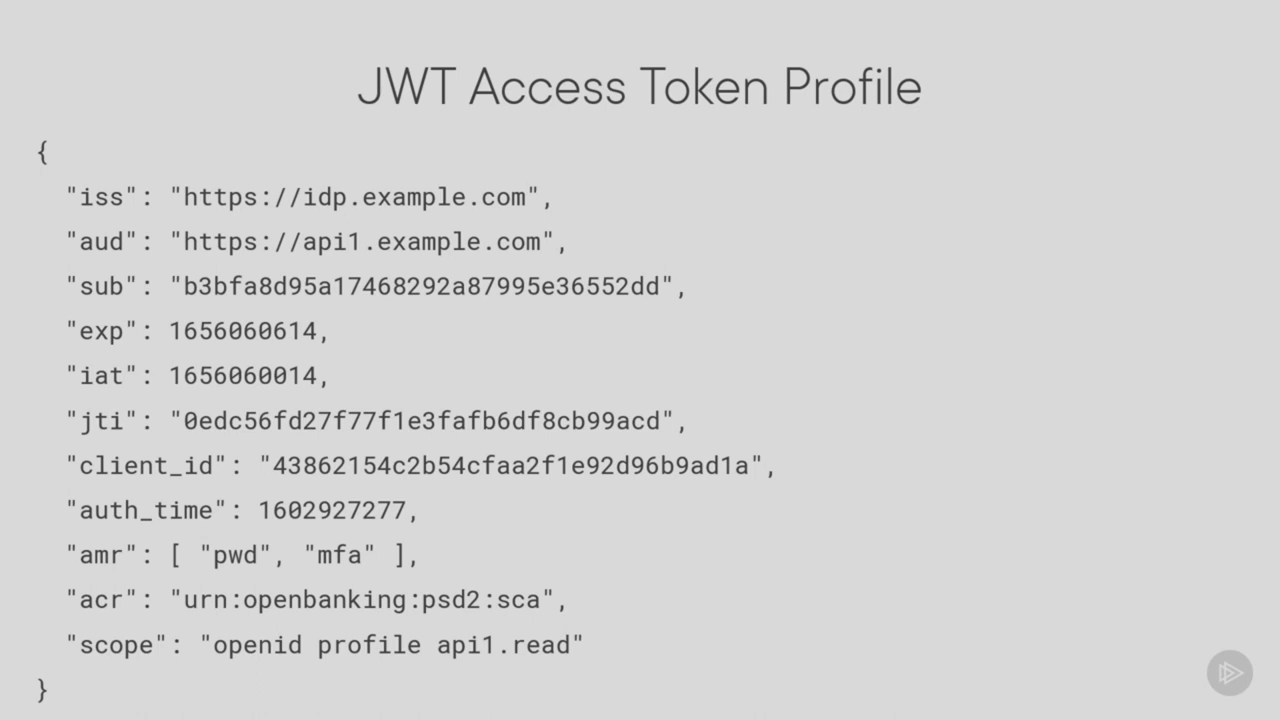 JWT Access Token Profile
{
"iss": "https://idp.example.com",
"aud": "https://api1.example.com",
"sub": "b3bfa8d95a17468292a87995e36552dd",
"exp": 1656060614,
"iat": 1656060014,
"jti": "0edc56fd27f77f1e3fafb6df8cb99acd",
"client_id": "43862154c2b54cfaa2f1e92d96b9ad1a",
"auth_time": 1602927277,
"amr": [ "pwd", "mfa" ],
"acr": "urn:openbanking:psd2:sca",
"scope": "openid profile api1.read"
}